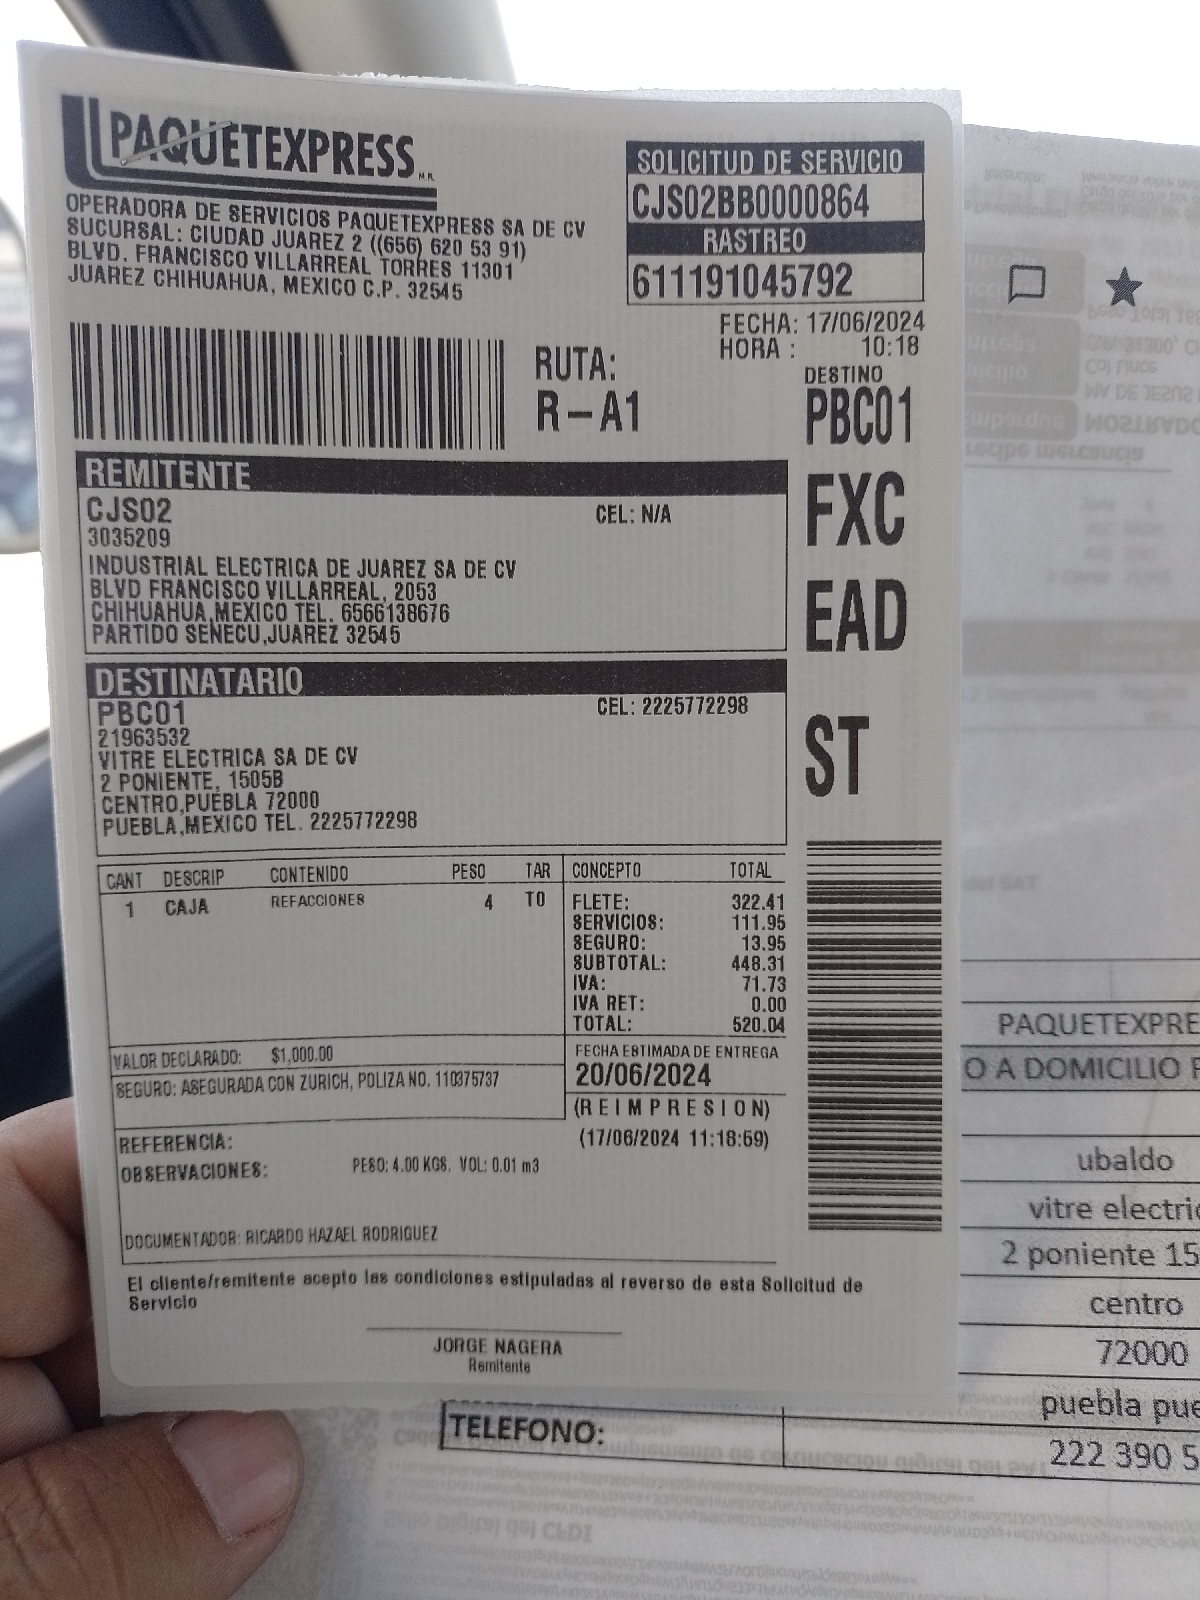 PAQUETEXPRESS M.R.
OPERADORA DE SERVICIOS PAQUETEXPRESS SA DE CV
SUCURSAL: CIUDAD JUAREZ 2 ((656) 620 53 91)
BLVD. FRANCISCO VILLARREAL TORRES 11301
JUAREZ CHIHUAHUA, MEXICO C.P. 32545
SOLICITUD DE SERVICIO
CJS02BB0000864
RASTREO
611191045792
FECHA: 17/06/2024
HORA : 10:18
RUTA:
R-A1
DESTINO
PBC01
FXC
EAD
ST
REMITENTE
CJS02 CEL: N/A
3035209
INDUSTRIAL ELECTRICA DE JUAREZ SA DE CV
BLVD FRANCISCO VILLARREAL, 2053
CHIHUAHUA,MEXICO TEL. 6566138676
PARTIDO SENECU,JUAREZ 32545
DESTINATARIO
PBC01 CEL: 2225772298
21963532
VITRE ELECTRICA SA DE CV
2 PONIENTE, 1505B
CENTRO,PUEBLA 72000
PUEBLA,MEXICO TEL. 2225772298
CANT DESCRIP CONTENIDO PESO TAR
1 CAJA REFACCIONES 4 T0
CONCEPTO TOTAL
FLETE: 322.41
SERVICIOS: 111.95
SEGURO: 13.95
SUBTOTAL: 448.31
IVA: 71.73
IVA RET: 0.00
TOTAL: 520.04
VALOR DECLARADO: $1,000.00
SEGURO: ASEGURADA CON ZURICH, POLIZA NO. 110375737
FECHA ESTIMADA DE ENTREGA
20/06/2024
(REIMPRESION)
(17/06/2024 11:18:59)
REFERENCIA:
OBSERVACIONES: PESO: 4.00 KGS. VOL: 0.01 m3
DOCUMENTADOR: RICARDO HAZAEL RODRIGUEZ
El cliente/remitente acepto las condiciones estipuladas al reverso de esta Solicitud de
Servicio
JORGE NAGERA
Remitente
PAQUETEXPRE
O A DOMICILIO
ubaldo
vitre electric
2 poniente 15
centro
72000
puebla pue
TELEFONO: 222 390 5